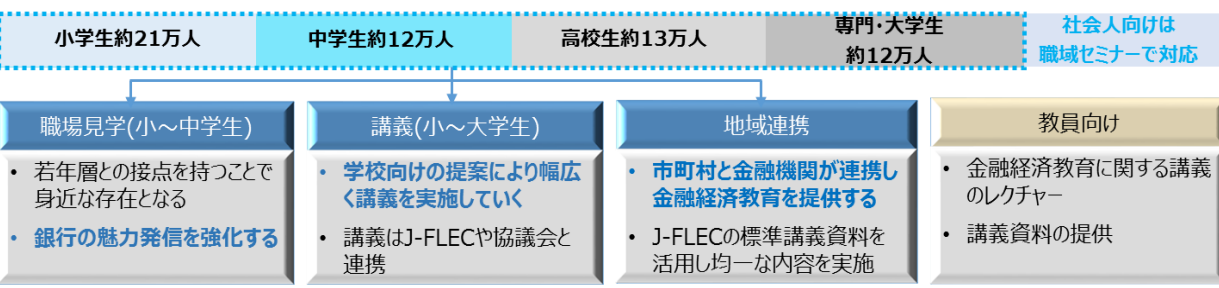 小学生約21万人
中学生約12万人
高校生約13万人
専門・大学生
約12万人
社会人向けは
職域セミナーで対応
職場見学(小～中学生)
• 若年層との接点を持つことで
身近な存在となる
• 銀行の魅力発信を強化する
講義(小～大学生)
• 学校向けの提案により幅広
く講義を実施していく
• 講義はJ-FLECや協議会と
連携
地域連携
• 市町村と金融機関が連携し
金融経済教育を提供する
• J-FLECの標準講義資料を
活用し均一な内容を実施
教員向け
• 金融経済教育に関する講義
のレクチャー
• 講義資料の提供